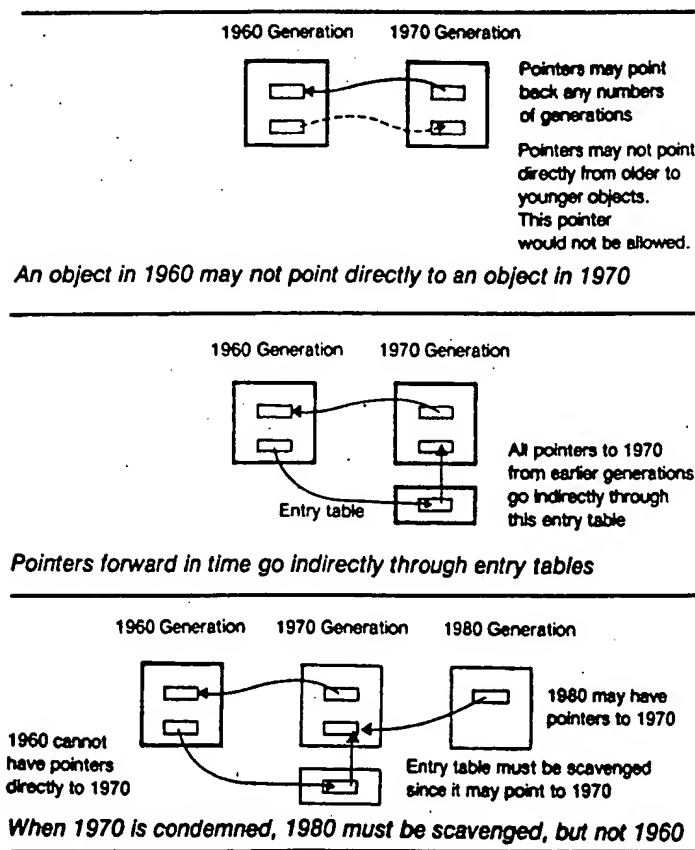 1960 Generation 1970 Generation
Pointers may point
back any numbers
of generations
Pointers may not point
directly from older to
younger objects.
This pointer
would not be allowed.
An object in 1960 may not point directly to an object in 1970
1960 Generation 1970 Generation
All pointers to 1970
from earlier generations
go indirectly through
this entry table
Entry table
Pointers forward in time go indirectly through entry tables
1960 Generation 1970 Generation 1980 Generation
1980 may have
pointers to 1970
1960 cannot
have pointers
directly to 1970
Entry table must be scavenged
since it may point to 1970
When 1970 is condemned, 1980 must be scavenged, but not 1960